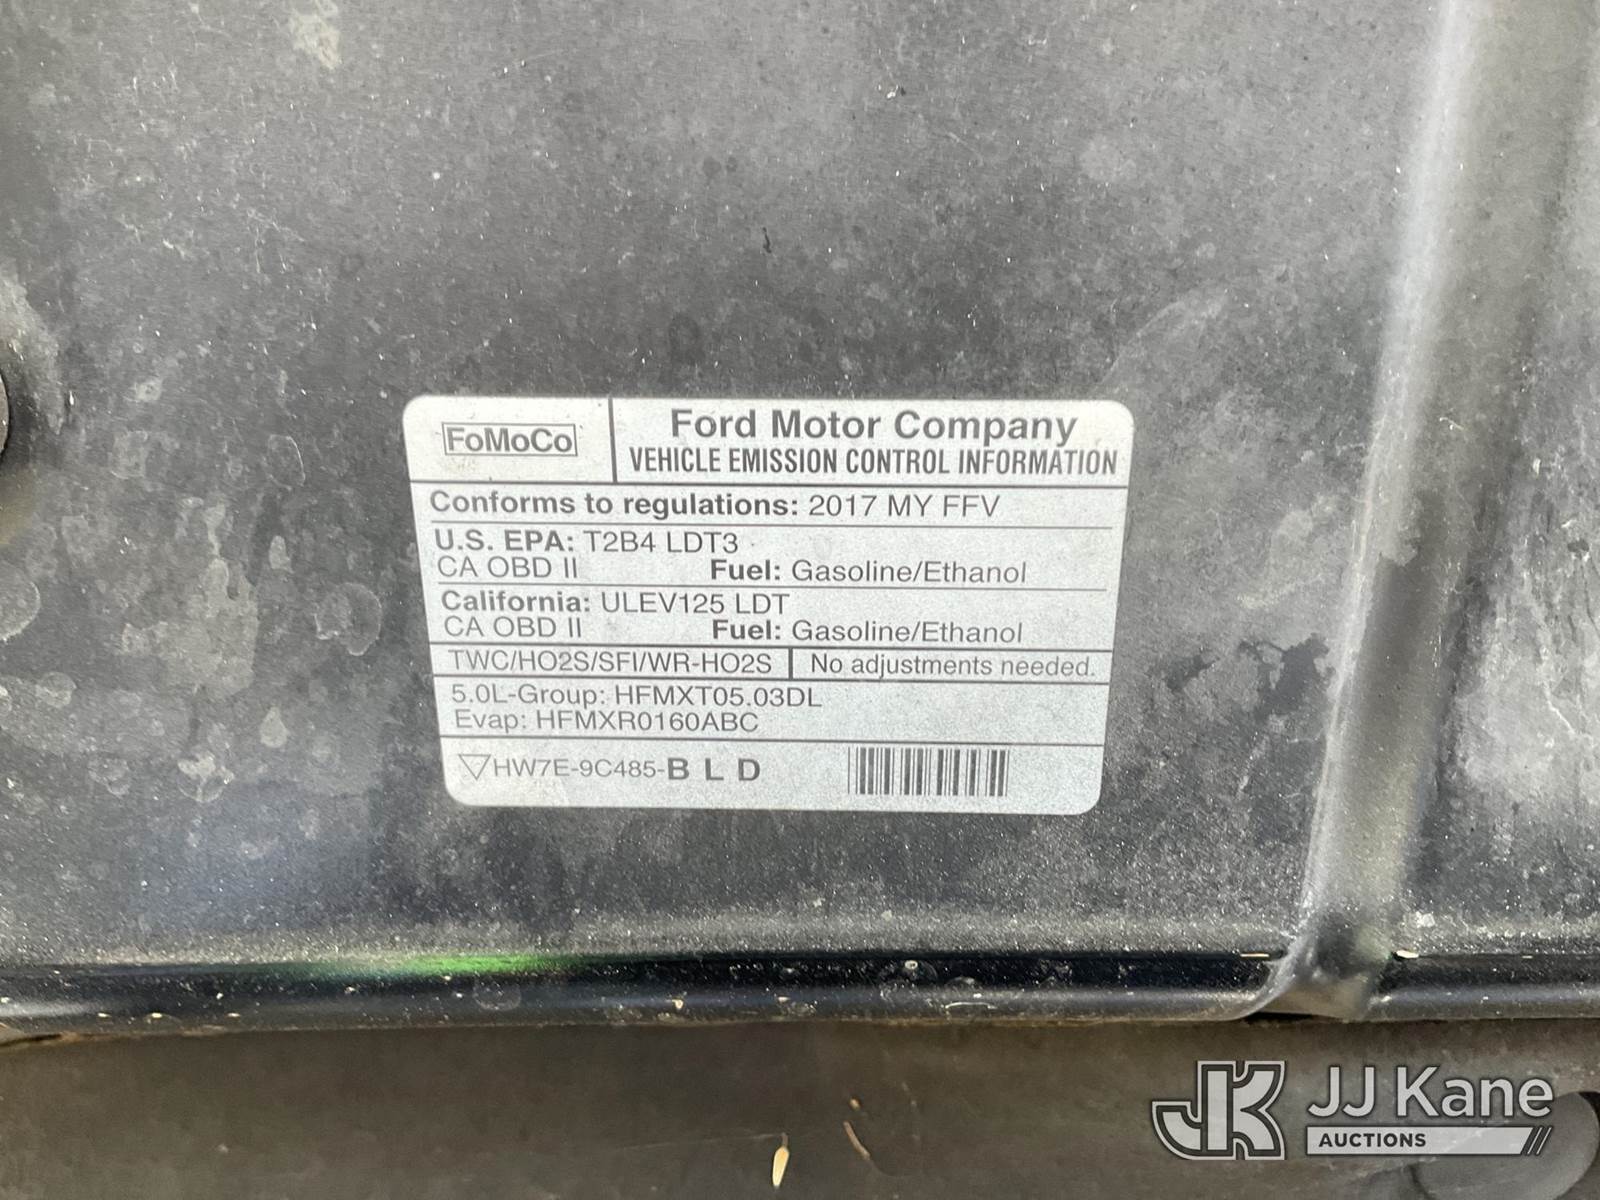 FoMoCo
Ford Motor Company
VEHICLE EMISSION CONTROL INFORMATION
Conforms to regulations: 2017 MY FFV
U.S. EPA: T2B4 LDT3
CA OBD II Fuel: Gasoline/Ethanol
California: ULEV125 LDT
CA OBD II Fuel: Gasoline/Ethanol
TWC/HO2S/SFI/WR-HO2S No adjustments needed.
5.0L-Group: HFMXT05.03DL
Evap: HFMXR0160ABC
HW7E-9C485-B L D
JK JJ Kane
AUCTIONS